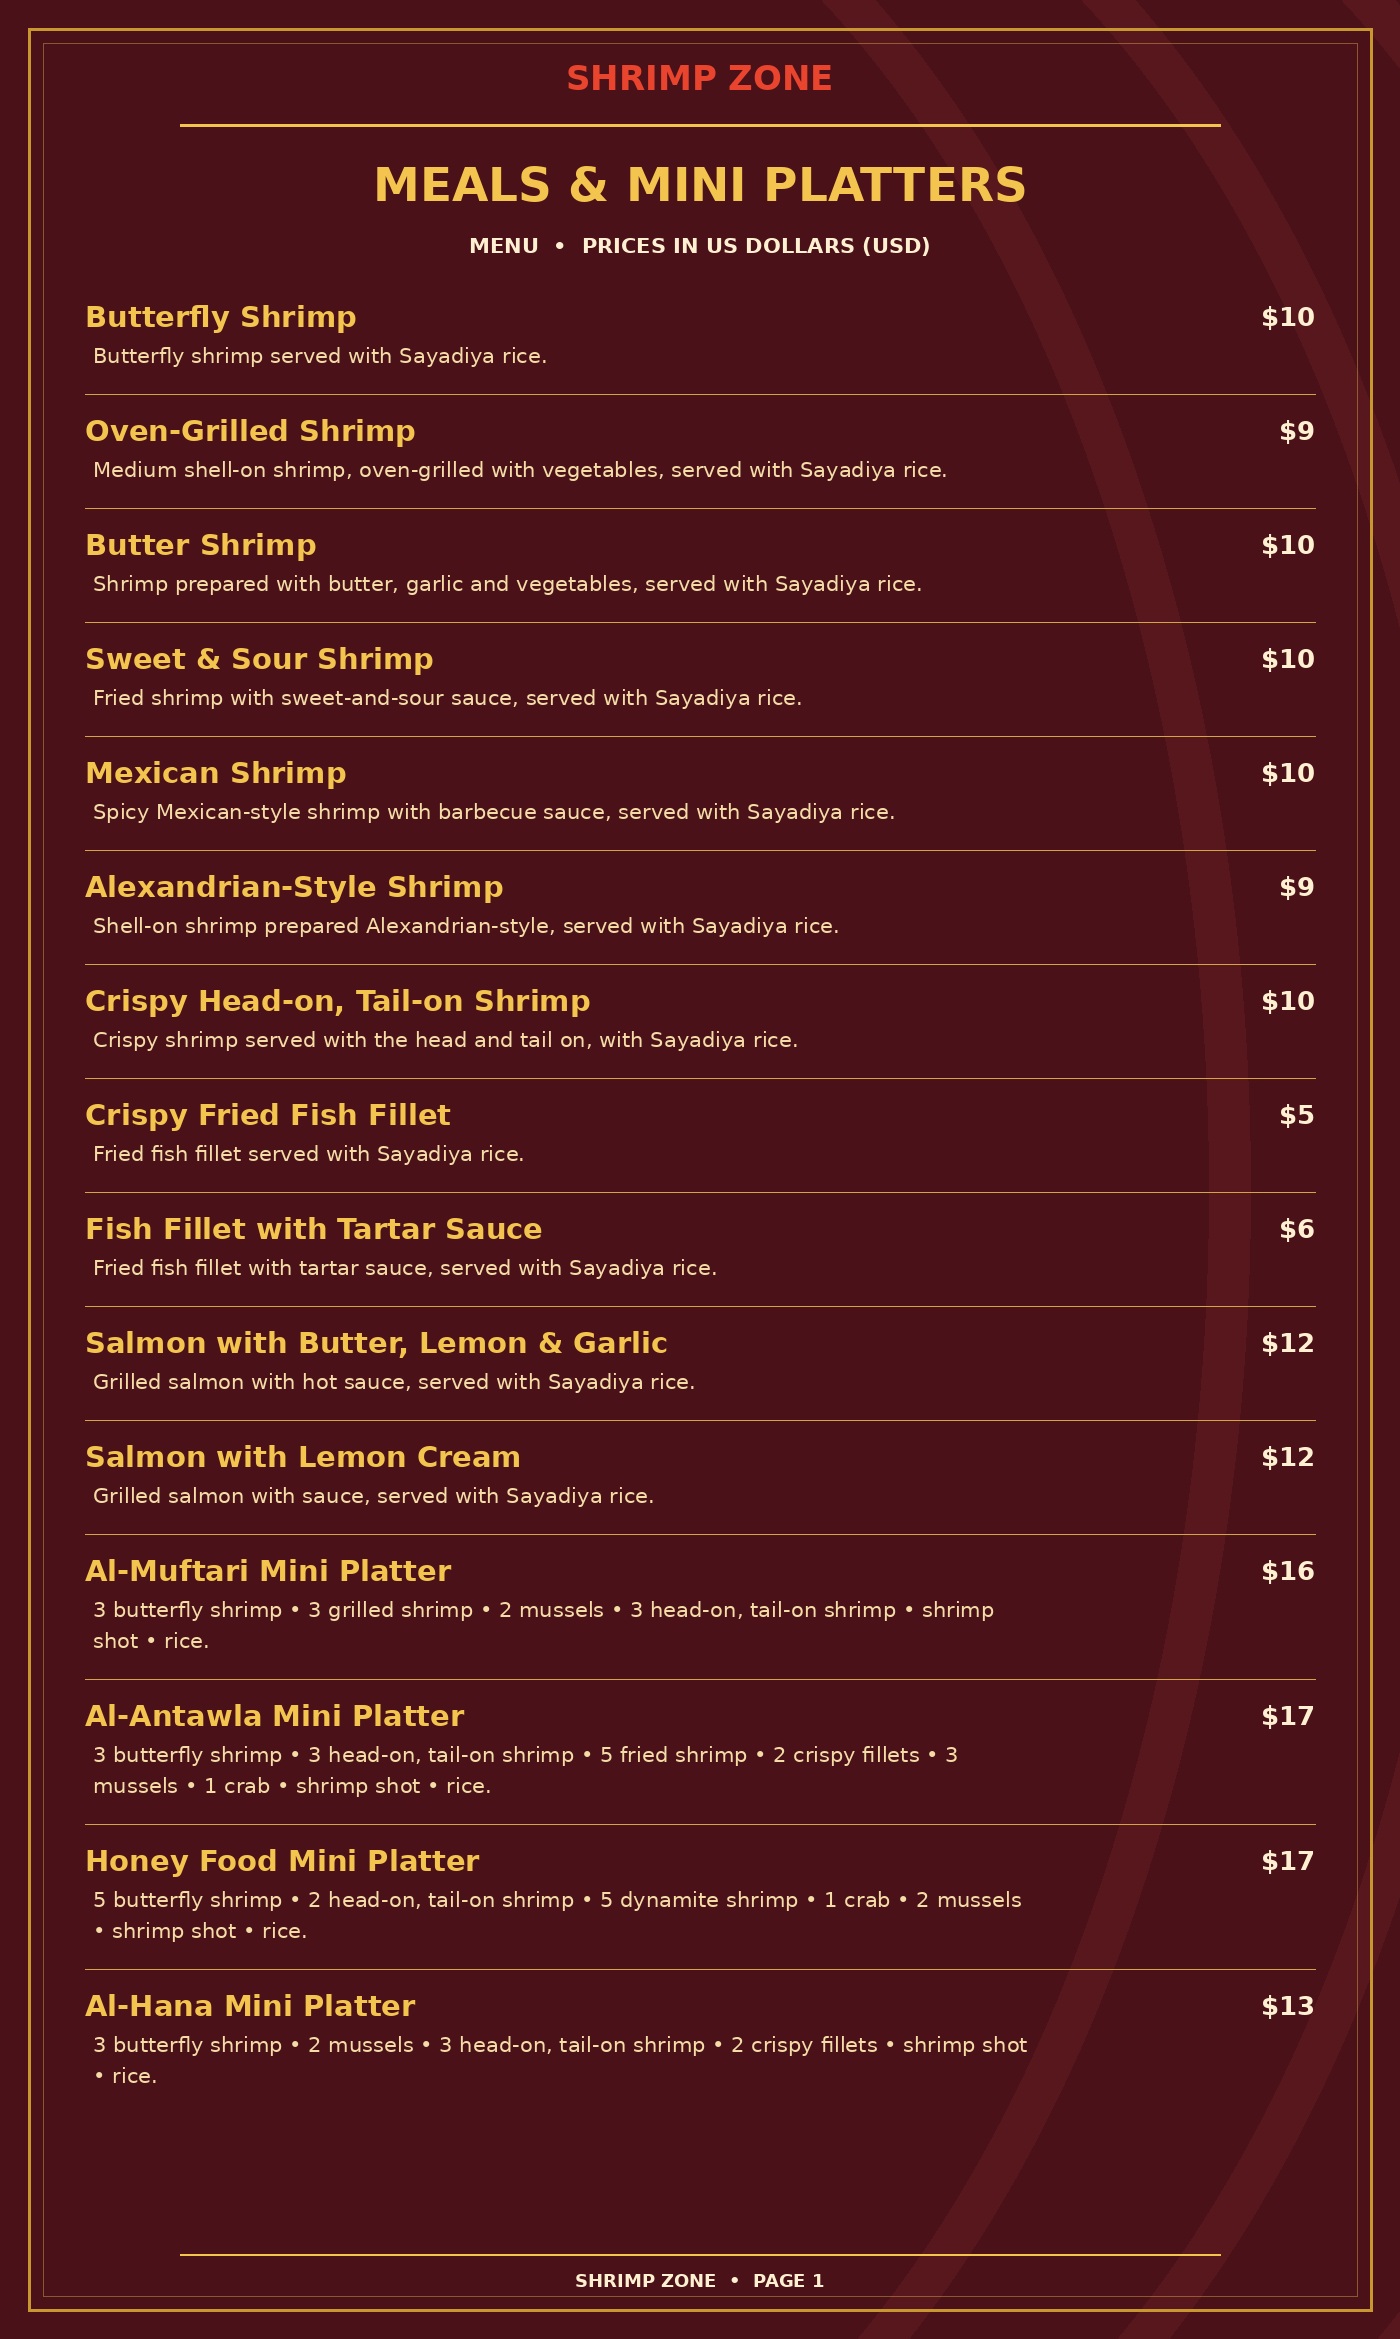 SHRIMP ZONE
MEALS & MINI PLATTERS
MENU • PRICES IN US DOLLARS (USD)
Butterfly Shrimp $10
Butterfly shrimp served with Sayadiya rice.
Oven-Grilled Shrimp $9
Medium shell-on shrimp, oven-grilled with vegetables, served with Sayadiya rice.
Butter Shrimp $10
Shrimp prepared with butter, garlic and vegetables, served with Sayadiya rice.
Sweet & Sour Shrimp $10
Fried shrimp with sweet-and-sour sauce, served with Sayadiya rice.
Mexican Shrimp $10
Spicy Mexican-style shrimp with barbecue sauce, served with Sayadiya rice.
Alexandrian-Style Shrimp $9
Shell-on shrimp prepared Alexandrian-style, served with Sayadiya rice.
Crispy Head-on, Tail-on Shrimp $10
Crispy shrimp served with the head and tail on, with Sayadiya rice.
Crispy Fried Fish Fillet $5
Fried fish fillet served with Sayadiya rice.
Fish Fillet with Tartar Sauce $6
Fried fish fillet with tartar sauce, served with Sayadiya rice.
Salmon with Butter, Lemon & Garlic $12
Grilled salmon with hot sauce, served with Sayadiya rice.
Salmon with Lemon Cream $12
Grilled salmon with sauce, served with Sayadiya rice.
Al-Muftari Mini Platter $16
3 butterfly shrimp • 3 grilled shrimp • 2 mussels • 3 head-on, tail-on shrimp • shrimp
shot • rice.
Al-Antawla Mini Platter $17
3 butterfly shrimp • 3 head-on, tail-on shrimp • 5 fried shrimp • 2 crispy fillets • 3
mussels • 1 crab • shrimp shot • rice.
Honey Food Mini Platter $17
5 butterfly shrimp • 2 head-on, tail-on shrimp • 5 dynamite shrimp • 1 crab • 2 mussels
• shrimp shot • rice.
Al-Hana Mini Platter $13
3 butterfly shrimp • 2 mussels • 3 head-on, tail-on shrimp • 2 crispy fillets • shrimp shot
• rice.
SHRIMP ZONE • PAGE 1